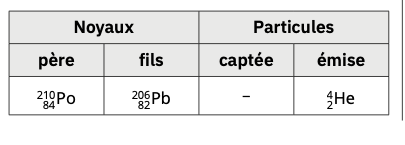 Noyaux Particules
père fils captée émise
²¹⁰₈₄Po ²⁰⁶₈₂Pb – ⁴₂He